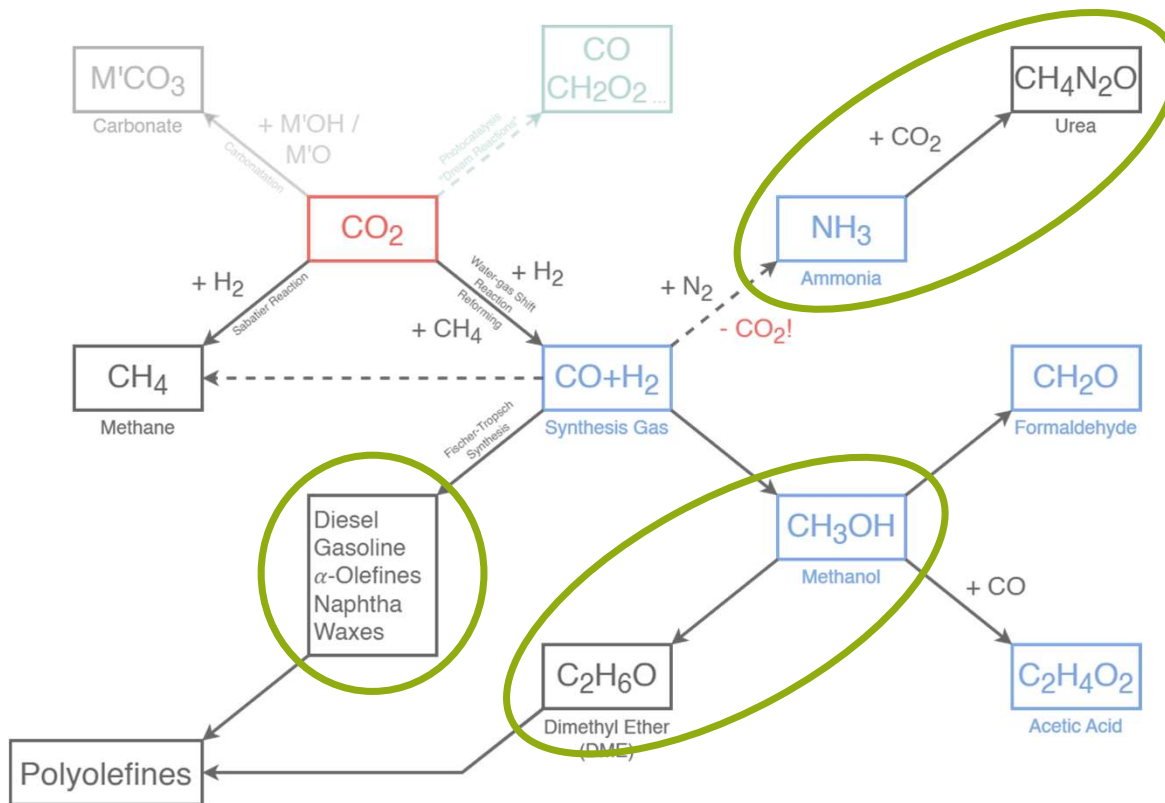 M'CO₃
Carbonate
+ M'OH /
M'O
Carbonatation
CO
CH₂O₂ ...
Photocatalysis
"Dream Reactions"
CH₄N₂O
Urea
+ CO₂
NH₃
Ammonia
CO₂
+ H₂
Sabatier Reaction
Water-gas Shift
Reaction
Reforming
+ H₂
+ CH₄
+ N₂
- CO₂!
CH₄
Methane
CO+H₂
Synthesis Gas
CH₂O
Formaldehyde
Fischer-Tropsch
Synthesis
Diesel
Gasoline
α-Olefines
Naphtha
Waxes
CH₃OH
Methanol
+ CO
C₂H₆O
Dimethyl Ether
(DME)
C₂H₄O₂
Acetic Acid
Polyolefines